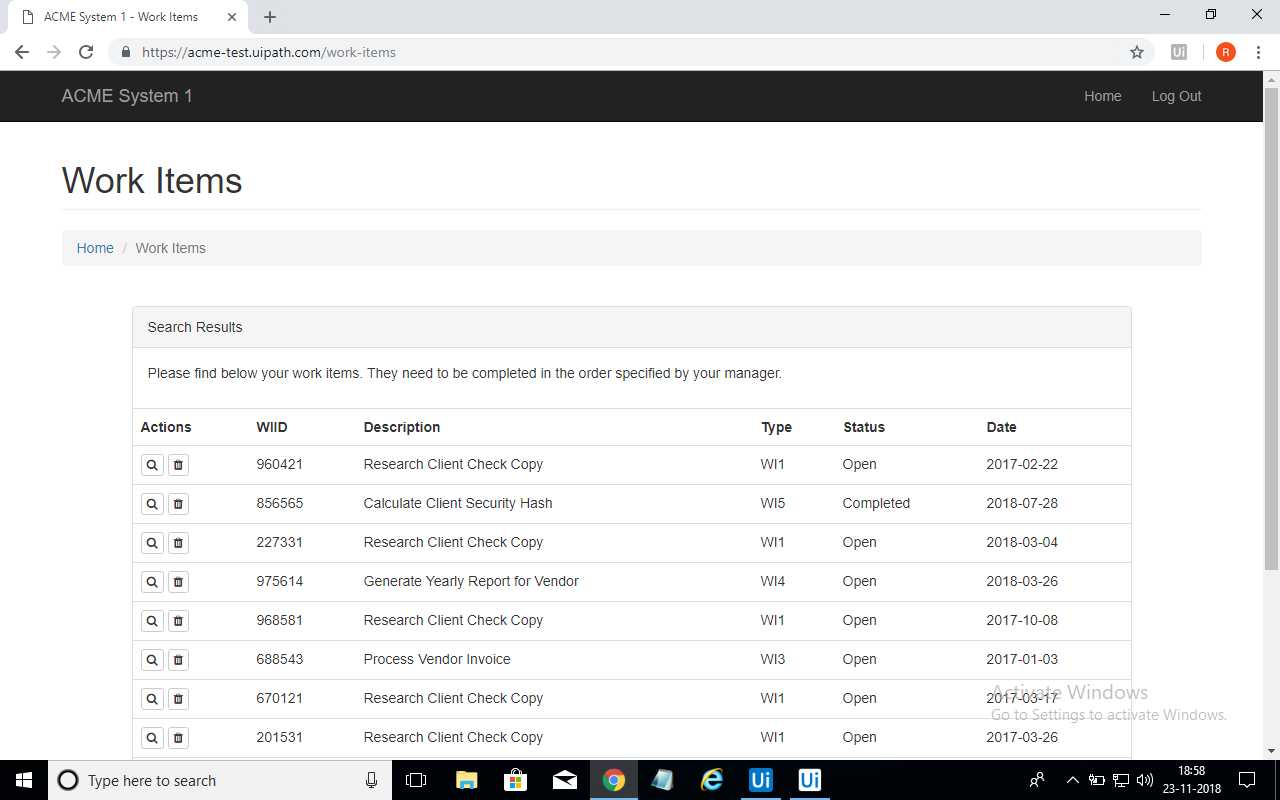 ACME System 1 - Work Items
https://acme-test.uipath.com/work-items
Ui
R
ACME System 1
Home
Log Out
Work Items
Home / Work Items
Search Results
Please find below your work items. They need to be completed in the order specified by your manager.
Actions WIID Description Type Status Date
960421 Research Client Check Copy WI1 Open 2017-02-22
856565 Calculate Client Security Hash WI5 Completed 2018-07-28
227331 Research Client Check Copy WI1 Open 2018-03-04
975614 Generate Yearly Report for Vendor WI4 Open 2018-03-26
968581 Research Client Check Copy WI1 Open 2017-10-08
688543 Process Vendor Invoice WI3 Open 2017-01-03
670121 Research Client Check Copy WI1 Open 2017-03-17
201531 Research Client Check Copy WI1 Open 2017-03-26
Activate Windows
Go to Settings to activate Windows.
Type here to search
Ui
Ui
18:58
23-11-2018